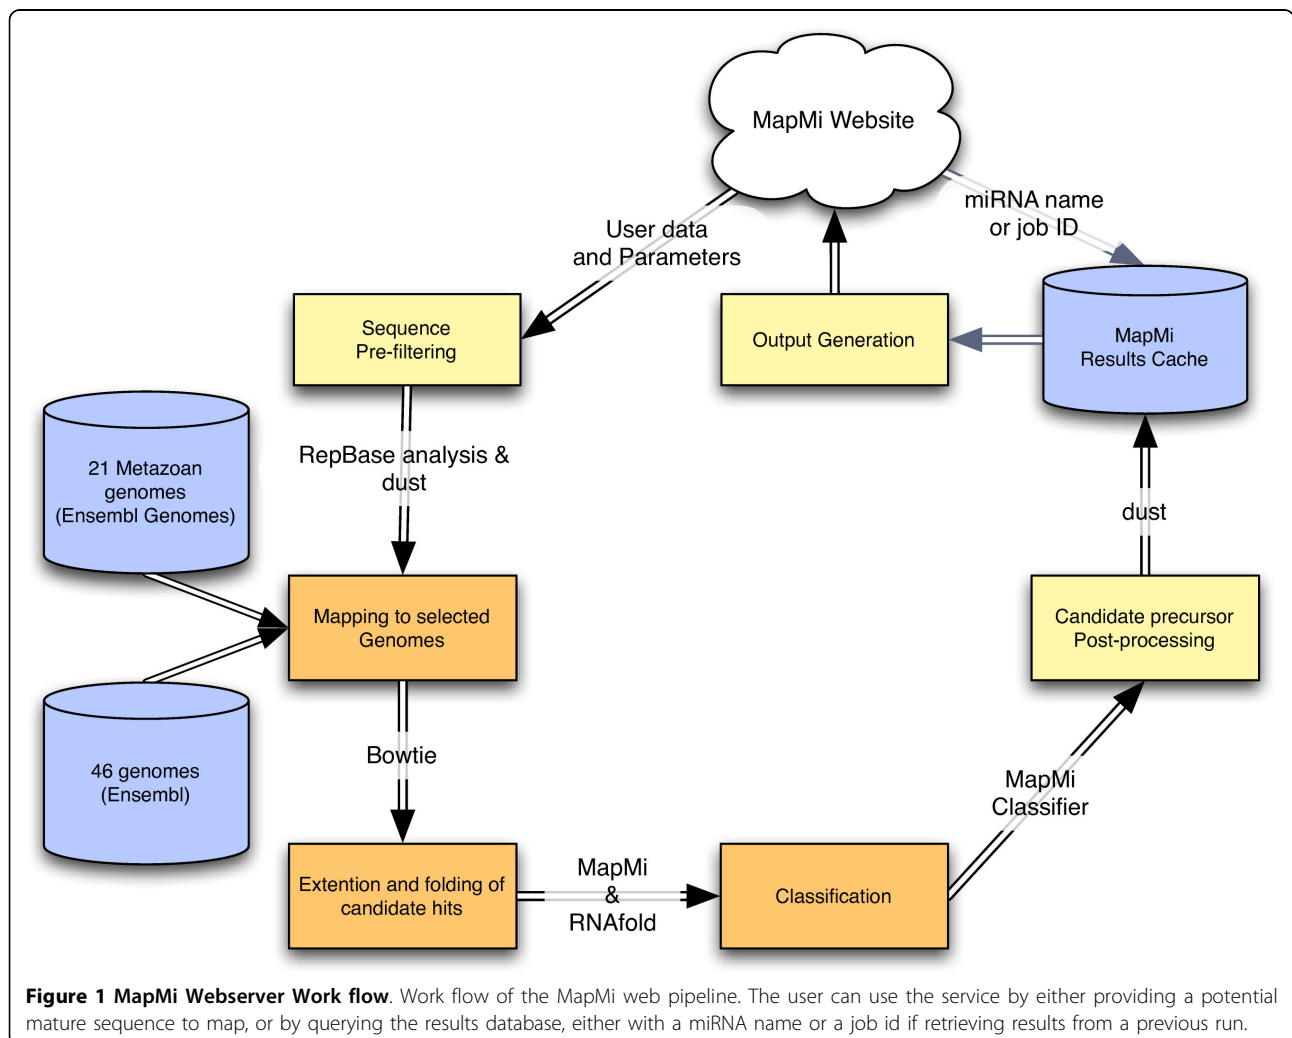 MapMi Website
miRNA name
or job ID
User data
and Parameters
Sequence
Pre-filtering
Output Generation
MapMi
Results Cache
RepBase analysis &
dust
21 Metazoan
genomes
(Ensembl Genomes)
dust
Mapping to selected
Genomes
Candidate precursor
Post-processing
46 genomes
(Ensembl)
Bowtie
MapMi
Classifier
Extention and folding of
candidate hits
MapMi
&
RNAfold
Classification
Figure 1 MapMi Webserver Work flow. Work flow of the MapMi web pipeline. The user can use the service by either providing a potential
mature sequence to map, or by querying the results database, either with a miRNA name or a job id if retrieving results from a previous run.